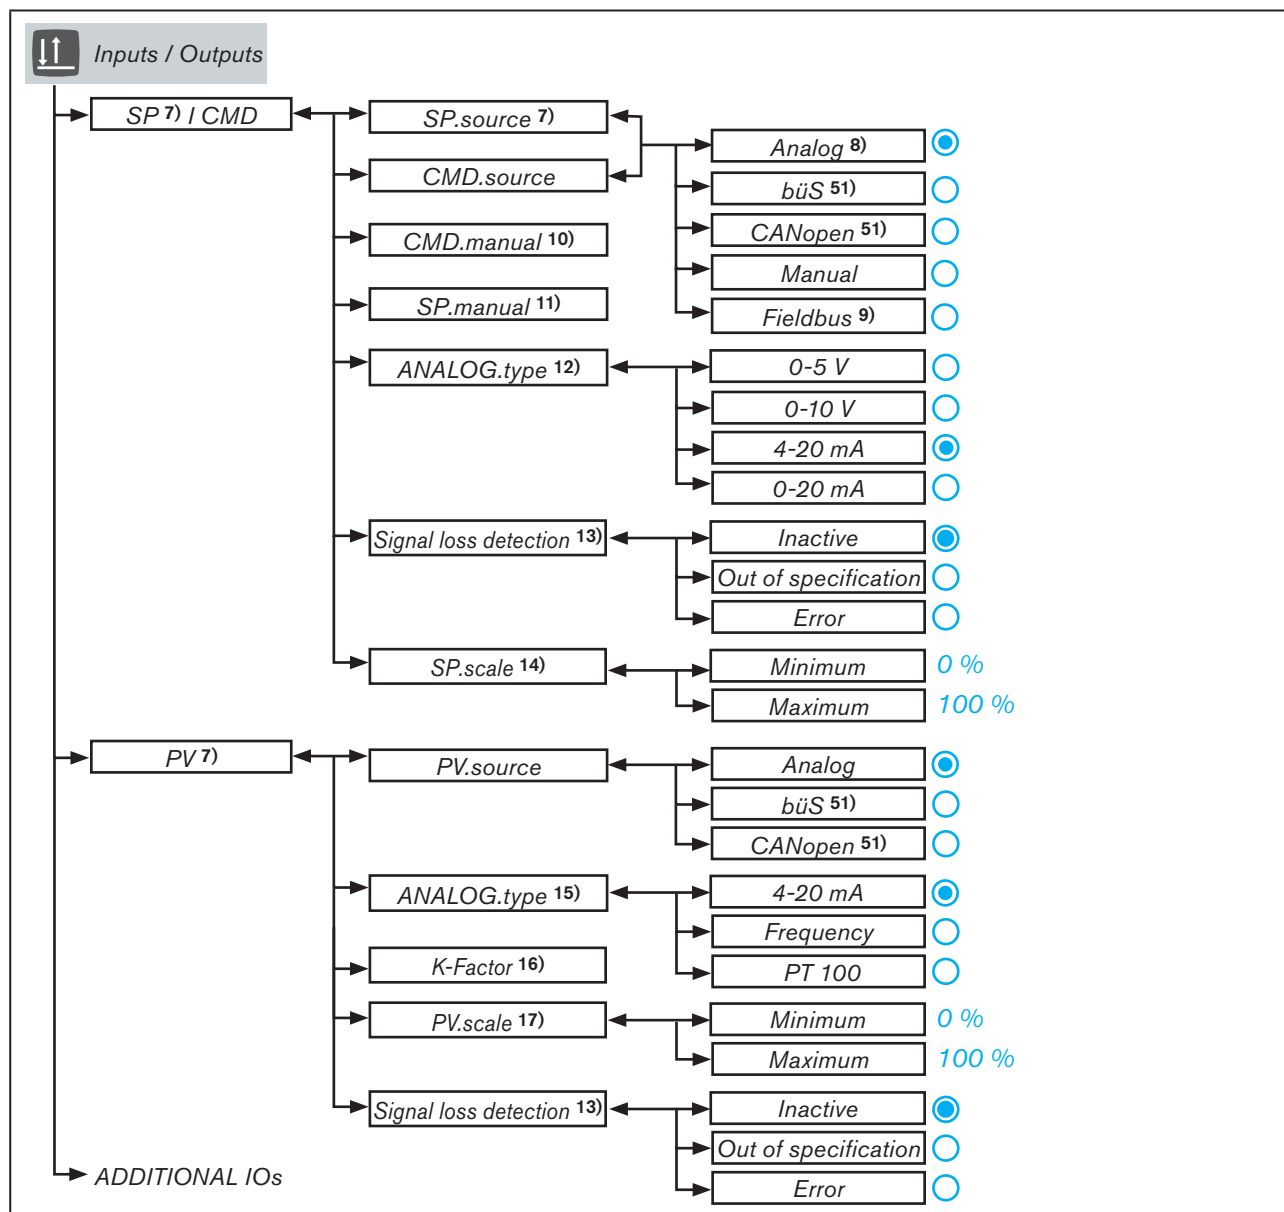 Inputs / Outputs
SP 7) / CMD
SP.source 7)
CMD.source
Analog 8)
büS 51)
CANopen 51)
Manual
Fieldbus 9)
CMD.manual 10)
SP.manual 11)
ANALOG.type 12)
0-5 V
0-10 V
4-20 mA
0-20 mA
Signal loss detection 13)
Inactive
Out of specification
Error
SP.scale 14)
Minimum 0 %
Maximum 100 %
PV 7)
PV.source
Analog
büS 51)
CANopen 51)
ANALOG.type 15)
4-20 mA
Frequency
PT 100
K-Factor 16)
PV.scale 17)
Minimum 0 %
Maximum 100 %
Signal loss detection 13)
Inactive
Out of specification
Error
ADDITIONAL IOs